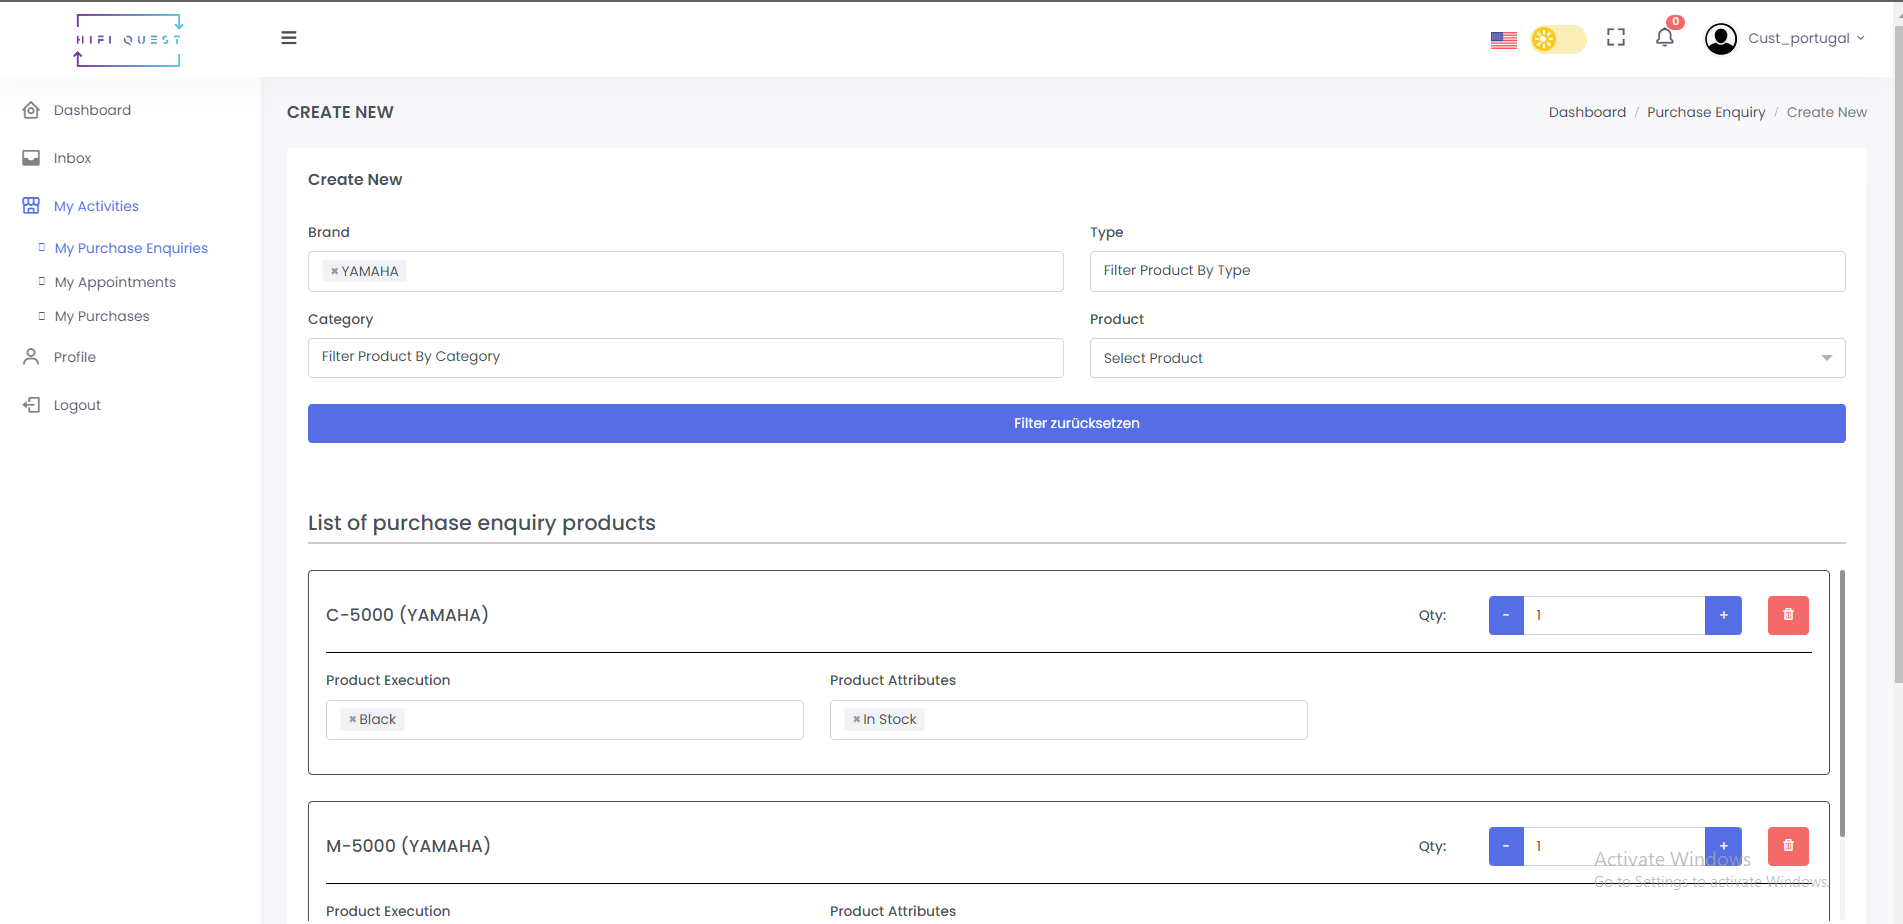 HIFI QUEST
0
Cust_portugal
Dashboard
Inbox
My Activities
My Purchase Enquiries
My Appointments
My Purchases
Profile
Logout
CREATE NEW
Dashboard / Purchase Enquiry / Create New
Create New
Brand
×YAMAHA
Type
Filter Product By Type
Category
Filter Product By Category
Product
Select Product
Filter zurücksetzen
List of purchase enquiry products
C-5000 (YAMAHA)
Qty:
- 1 +
Product Execution
×Black
Product Attributes
×In Stock
M-5000 (YAMAHA)
Qty:
- 1 +
Activate Windows
Go to Settings to activate Windows.
Product Execution
Product Attributes